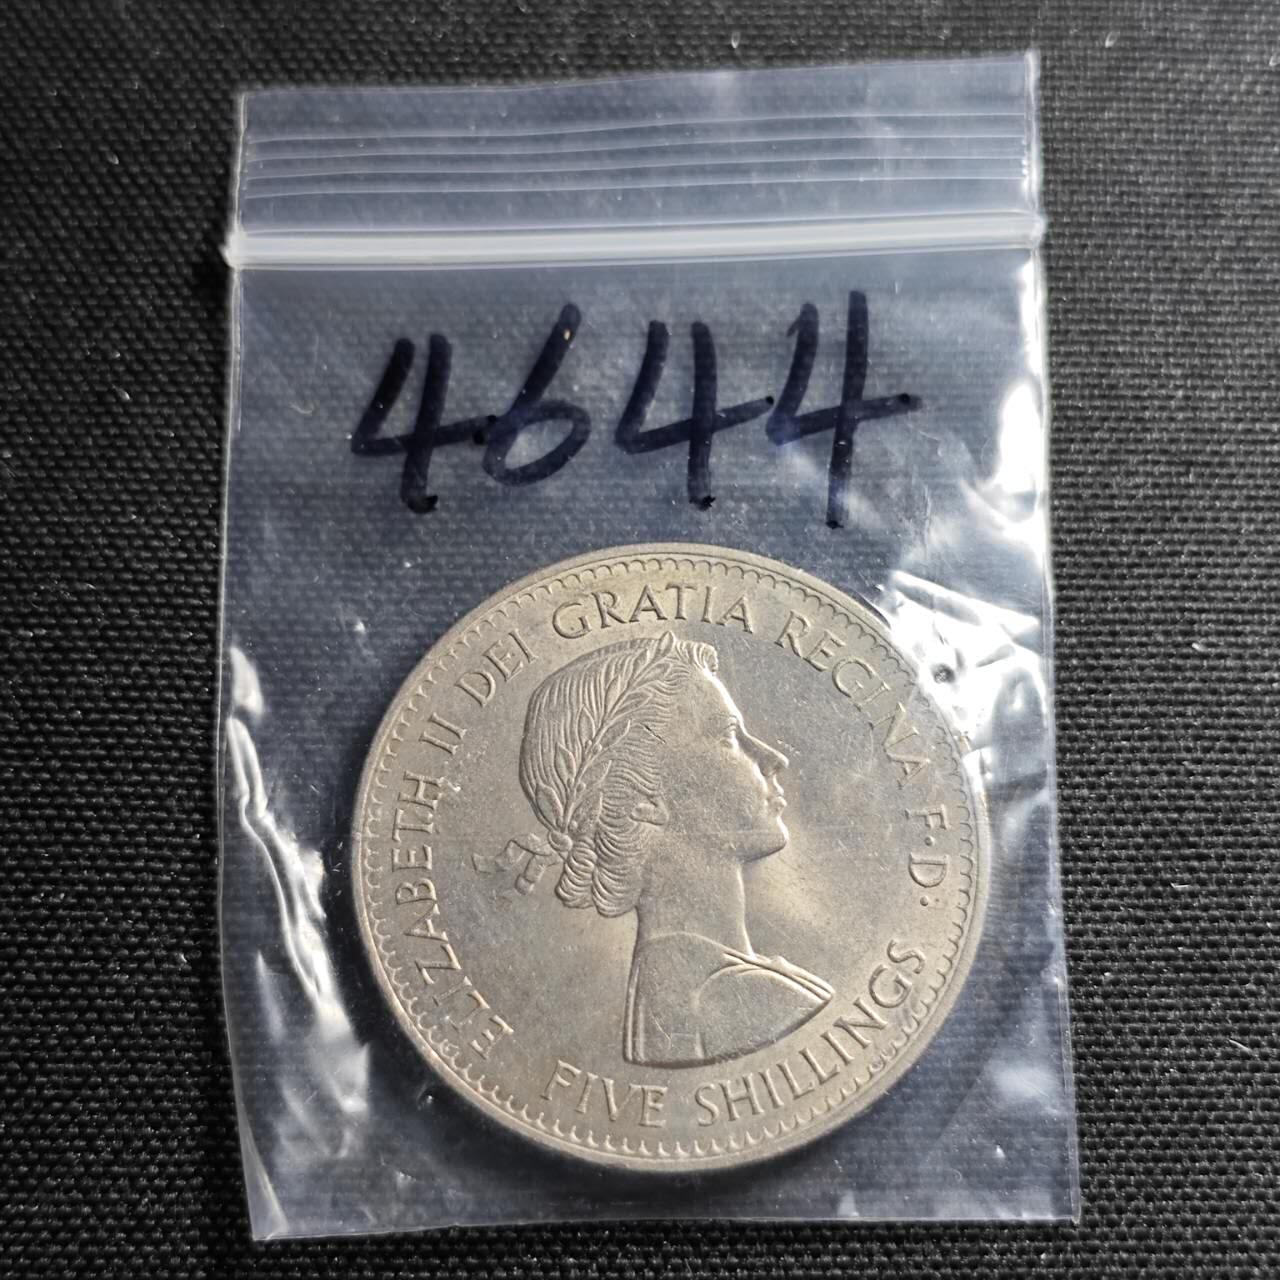 4644
ELIZABETH II DEI GRATIA REGINA F. D:
FIVE SHILLINGS